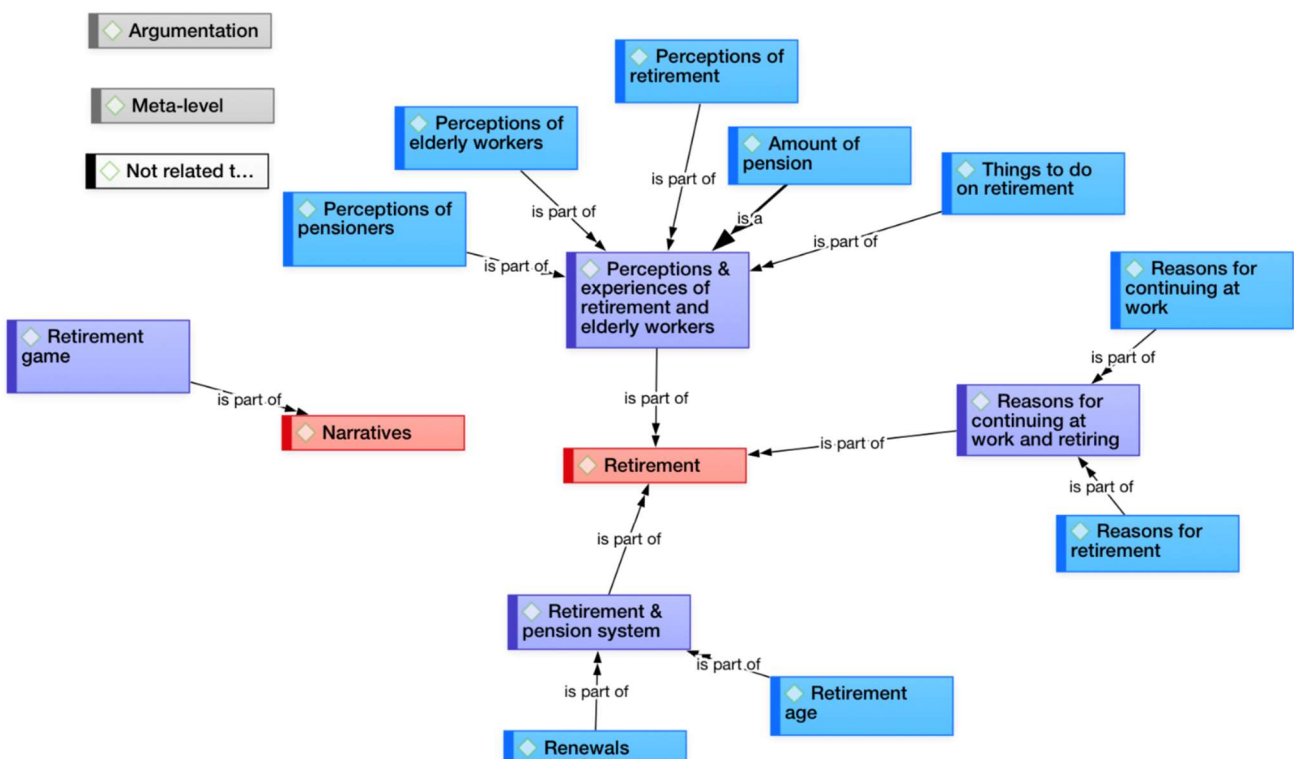 Argumentation
Meta-level
Not related t...
Perceptions of
retirement
Perceptions of
elderly workers
Amount of
pension
Things to do
on retirement
Perceptions of
pensioners
is part of
is part of
is part of
is a
is part of
Perceptions &
experiences of
retirement and
elderly workers
Reasons for
continuing at
work
is part of
Retirement
game
is part of
Narratives
is part of
Reasons for
continuing at
work and retiring
is part of
Retirement
is part of
Reasons for
retirement
is part of
Retirement &
pension system
is part of
is part of
Retirement
age
Renewals